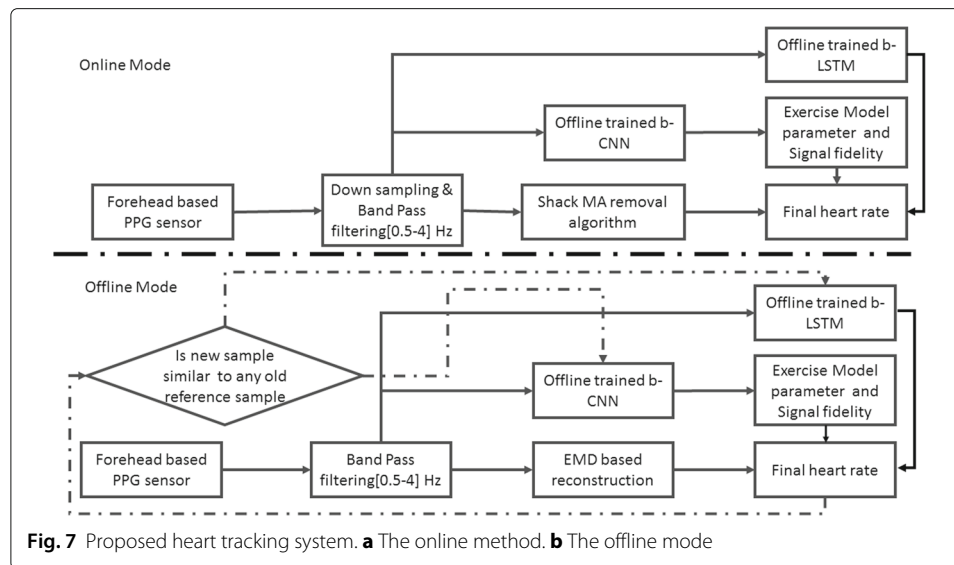 Online Mode
Offline trained b-
LSTM
Offline trained b-
CNN
Exercise Model
parameter and
Signal fidelity
Forehead based
PPG sensor
Down sampling &
Band Pass
filtering[0.5-4] Hz
Shack MA removal
algorithm
Final heart rate
Offline Mode
Offline trained b-
LSTM
Is new sample
similar to any old
reference sample
Offline trained b-
CNN
Exercise Model
parameter and
Signal fidelity
Forehead based
PPG sensor
Band Pass
filtering[0.5-4] Hz
EMD based
reconstruction
Final heart rate
Fig. 7 Proposed heart tracking system. a The online method. b The offline mode